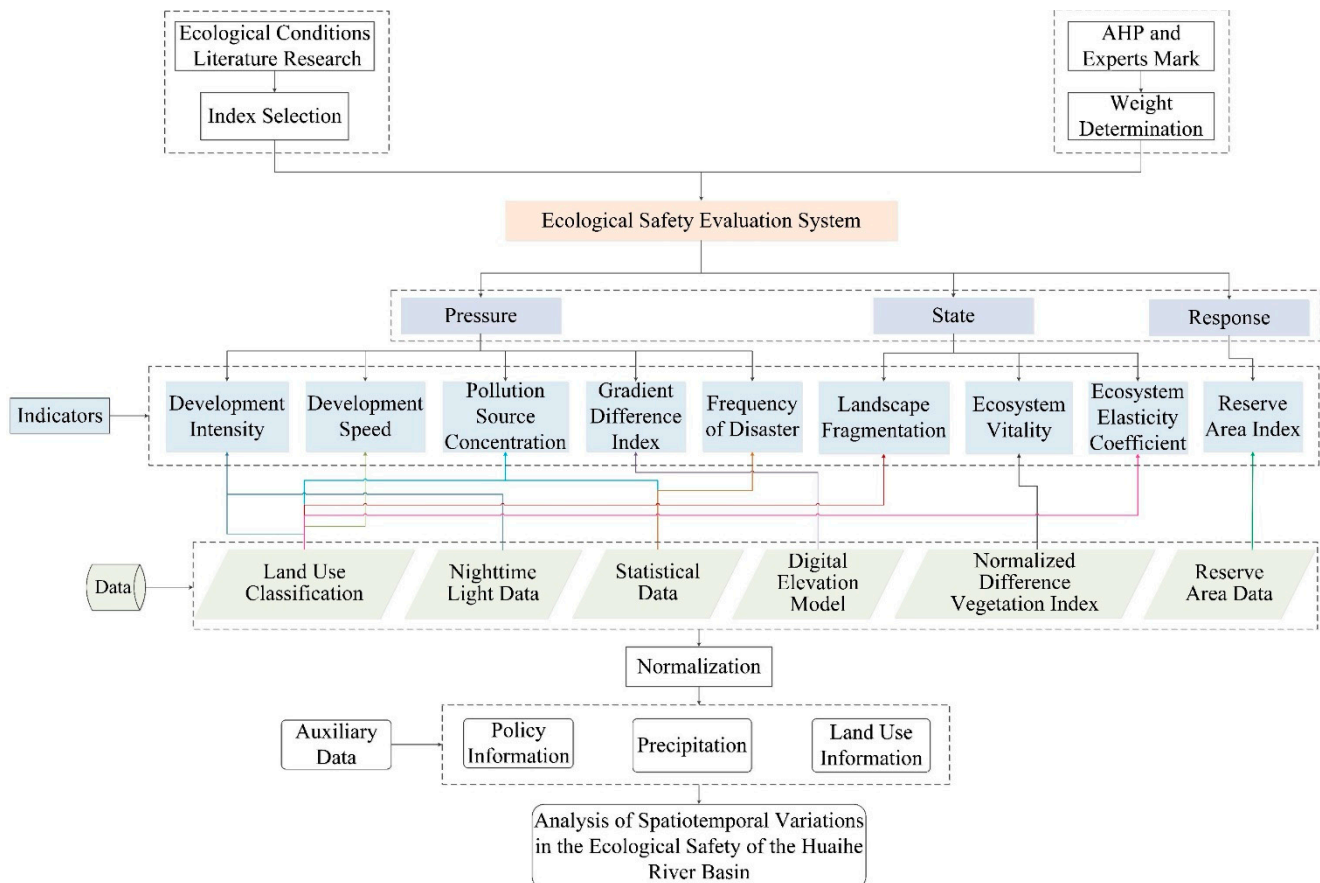 Ecological Conditions
Literature Research
Index Selection
AHP and
Experts Mark
Weight
Determination
Ecological Safety Evaluation System
Pressure
State
Response
Indicators
Development
Intensity
Development
Speed
Pollution
Source
Concentration
Gradient
Difference
Index
Frequency
of Disaster
Landscape
Fragmentation
Ecosystem
Vitality
Ecosystem
Elasticity
Coefficient
Reserve
Area Index
Data
Land Use
Classification
Nighttime
Light Data
Statistical
Data
Digital
Elevation
Model
Normalized
Difference
Vegetation Index
Reserve
Area Data
Normalization
Auxiliary
Data
Policy
Information
Precipitation
Land Use
Information
Analysis of Spatiotemporal Variations
in the Ecological Safety of the Huaihe
River Basin